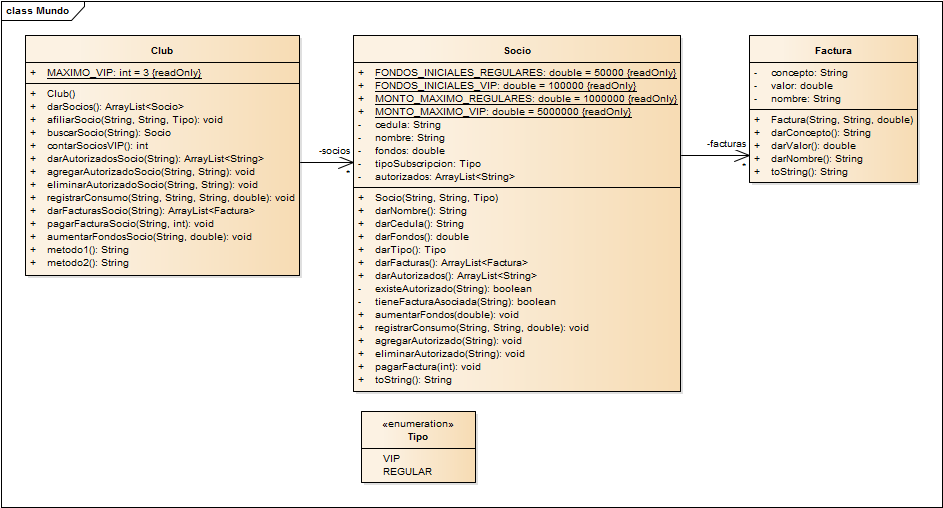 class Mundo
Club
+ MAXIMO_VIP: int = 3 {readOnly}
+ Club()
+ darSocios(): ArrayList<Socio>
+ afiliarSocio(String, String, Tipo): void
+ buscarSocio(String): Socio
+ contarSociosVIP(): int
+ darAutorizadosSocio(String): ArrayList<String>
+ agregarAutorizadoSocio(String, String): void
+ eliminarAutorizadoSocio(String, String): void
+ registrarConsumo(String, String, String, double): void
+ darFacturasSocio(String): ArrayList<Factura>
+ pagarFacturaSocio(String, int): void
+ aumentarFondosSocio(String, double): void
+ metodo1(): String
+ metodo2(): String
-socios
*
Socio
+ FONDOS_INICIALES_REGULARES: double = 50000 {readOnly}
+ FONDOS_INICIALES_VIP: double = 100000 {readOnly}
+ MONTO_MAXIMO_REGULARES: double = 1000000 {readOnly}
+ MONTO_MAXIMO_VIP: double = 5000000 {readOnly}
- cedula: String
- nombre: String
- fondos: double
- tipoSubscripcion: Tipo
- autorizados: ArrayList<String>
+ Socio(String, String, Tipo)
+ darNombre(): String
+ darCedula(): String
+ darFondos(): double
+ darTipo(): Tipo
+ darFacturas(): ArrayList<Factura>
+ darAutorizados(): ArrayList<String>
- existeAutorizado(String): boolean
- tieneFacturaAsociada(String): boolean
+ aumentarFondos(double): void
+ registrarConsumo(String, String, double): void
+ agregarAutorizado(String): void
+ eliminarAutorizado(String): void
+ pagarFactura(int): void
+ toString(): String
-facturas
*
Factura
- concepto: String
- valor: double
- nombre: String
+ Factura(String, String, double)
+ darConcepto(): String
+ darValor(): double
+ darNombre(): String
+ toString(): String
«enumeration»
Tipo
VIP
REGULAR